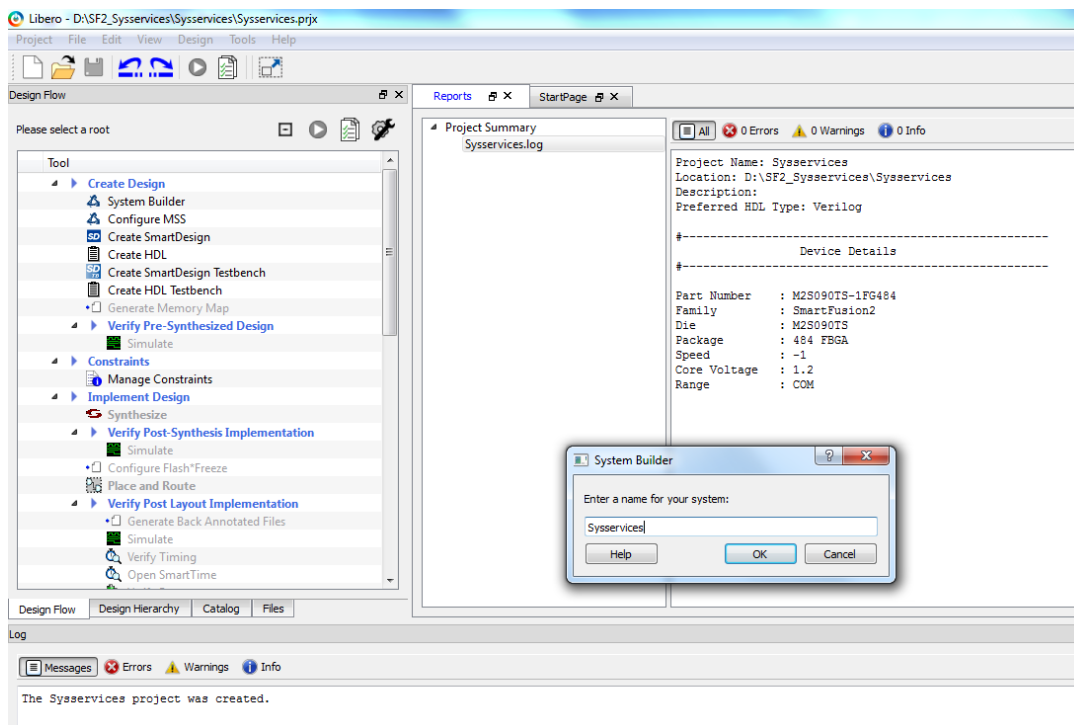 Libero - D:\SF2_Sysservices\Sysservices\Sysservices.prjx
Project File Edit View Design Tools Help
Design Flow
Please select a root
Tool
Create Design
System Builder
Configure MSS
SD Create SmartDesign
Create HDL
Create SmartDesign Testbench
Create HDL Testbench
Generate Memory Map
Verify Pre-Synthesized Design
Simulate
Constraints
Manage Constraints
Implement Design
Synthesize
Verify Post-Synthesis Implementation
Simulate
Configure Flash*Freeze
Place and Route
Verify Post Layout Implementation
Generate Back Annotated Files
Simulate
Verify Timing
Open SmartTime
Design Flow Design Hierarchy Catalog Files
Reports StartPage
Project Summary
Sysservices.log
All 0 Errors 0 Warnings 0 Info
Project Name: Sysservices
Location: D:\SF2_Sysservices\Sysservices
Description:
Preferred HDL Type: Verilog
#-----------------------------------------------------
Device Details
#-----------------------------------------------------
Part Number : M2S090TS-1FG484
Family : SmartFusion2
Die : M2S090TS
Package : 484 FBGA
Speed : -1
Core Voltage : 1.2
Range : COM
System Builder
Enter a name for your system:
Sysservices
Help OK Cancel
Log
Messages Errors Warnings Info
The Sysservices project was created.